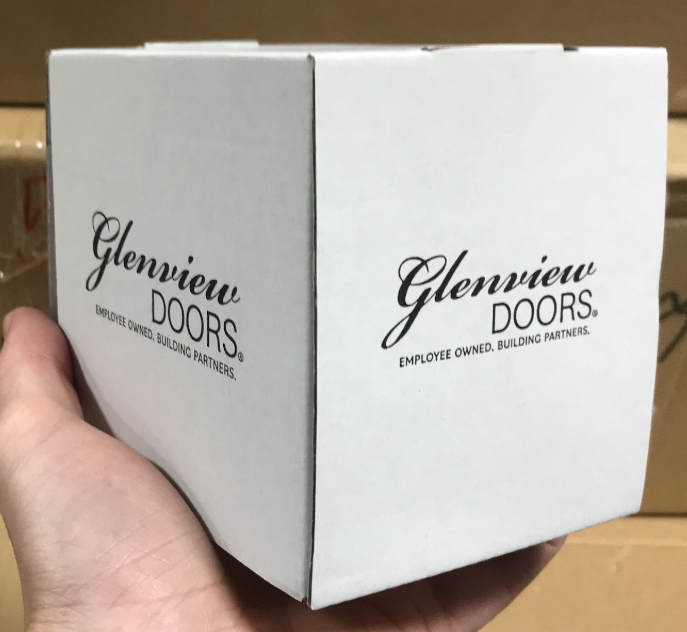 Glenview
DOORS®
EMPLOYEE OWNED. BUILDING PARTNERS.
Glenview
DOORS®
EMPLOYEE OWNED. BUILDING PARTNERS.